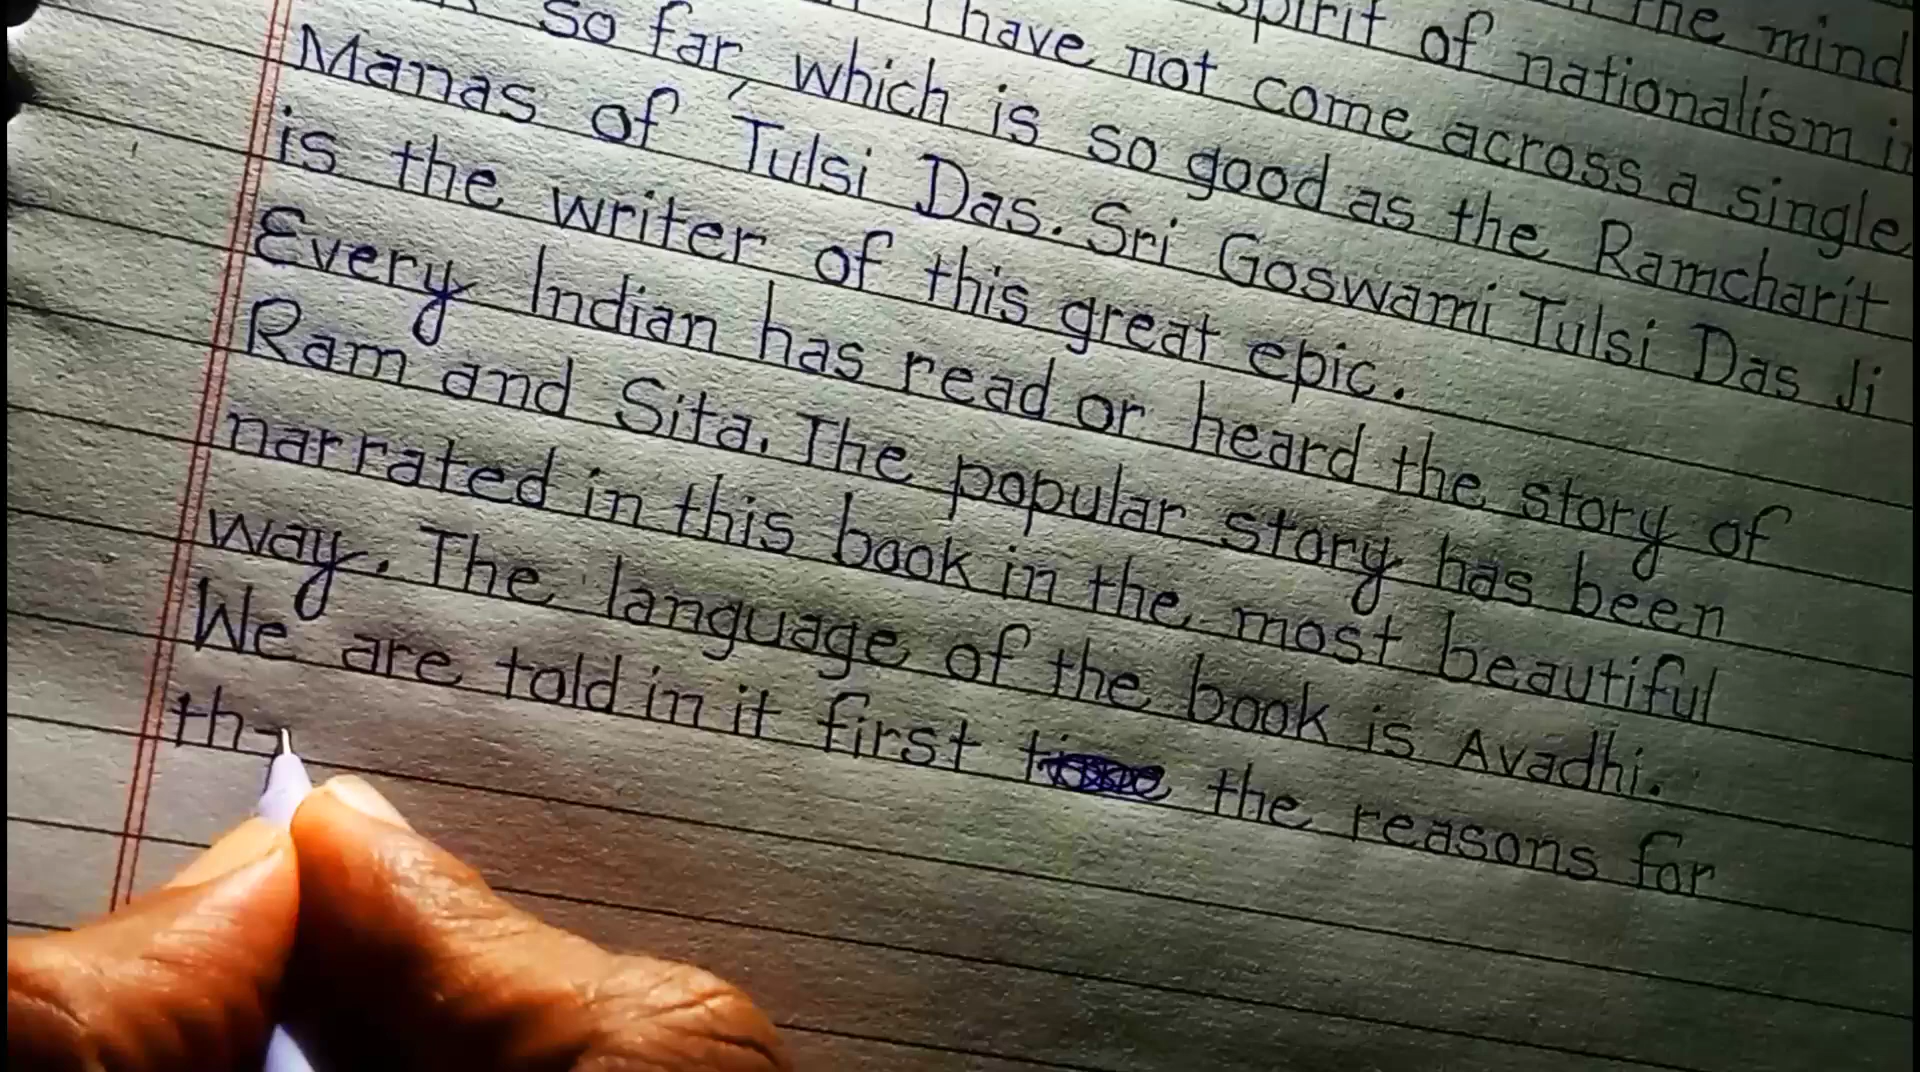 the mind
spirit of nationalism
I have not come across a single
so far, which is so good as the Ramcharit
Manas of Tulsi Das. Sri Goswami Tulsi Das Ji
is the writer of this great epic.
Every Indian has read or heard the story of
Ram and Sita. The popular story has been
narrated in this book in the most beautiful
way. The language of the book is Avadhi.
We are told in it first the reasons for
th